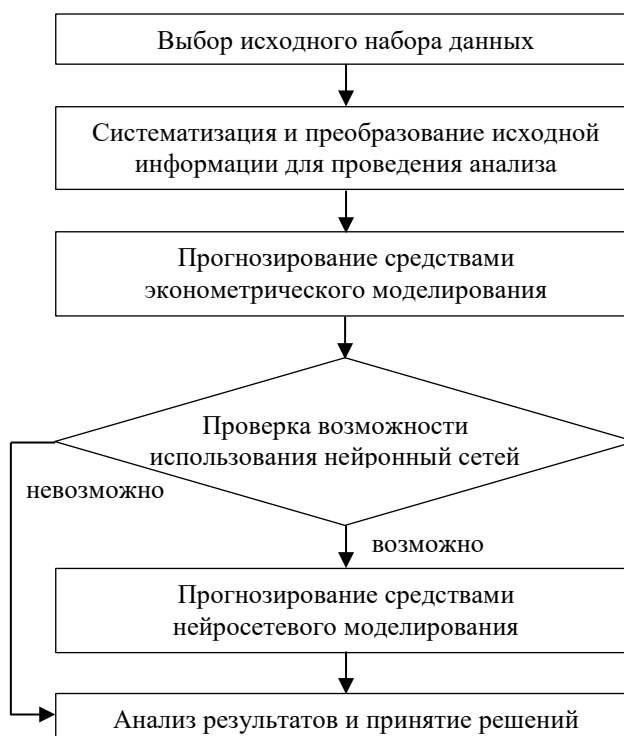 Выбор исходного набора данных
Систематизация и преобразование исходной
информации для проведения анализа
Прогнозирование средствами
эконометрического моделирования
Проверка возможности
использования нейронный сетей
невозможно
возможно
Прогнозирование средствами
нейросетевого моделирования
Анализ результатов и принятие решений